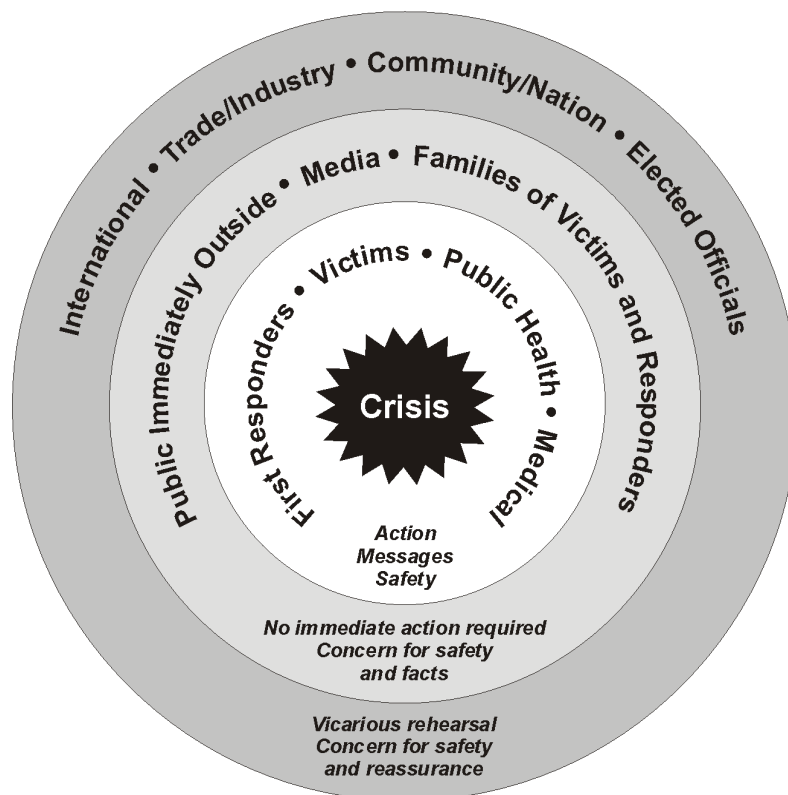 International • Trade/Industry • Community/Nation • Elected Officials
Public Immediately Outside • Media • Families of Victims and Responders
First Responders • Victims • Public Health • Medical
Crisis
Action
Messages
Safety
No immediate action required
Concern for safety
and facts
Vicarious rehearsal
Concern for safety
and reassurance